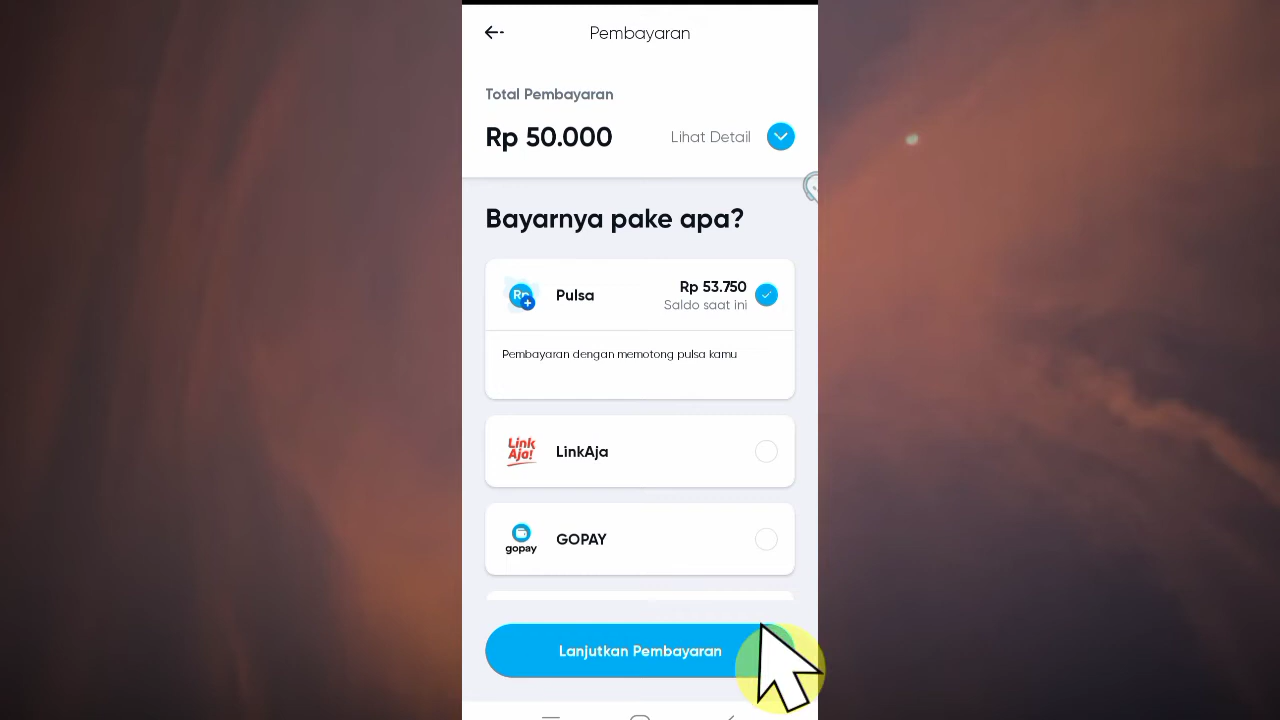 Pembayaran
Total Pembayaran
Rp 50.000
Lihat Detail
Bayarnya pake apa?
Rp
Pulsa
Rp 53.750
Saldo saat ini
Pembayaran dengan memotong pulsa kamu
Link
Aja!
LinkAja
gopay
GOPAY
Lanjutkan Pembayaran